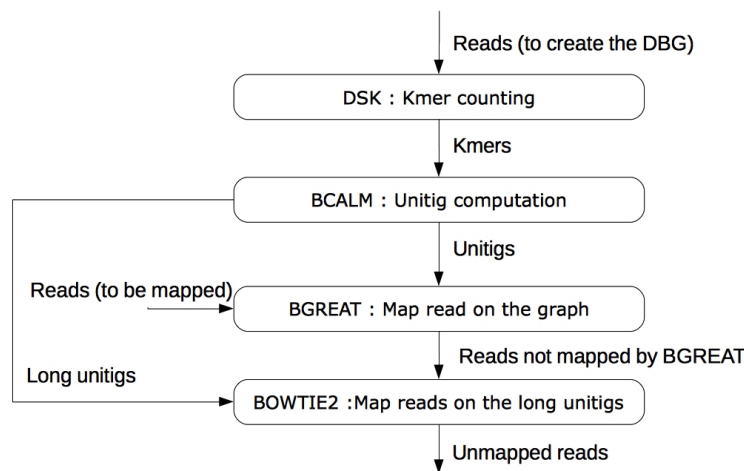 Reads (to create the DBG)
DSK : Kmer counting
Kmers
BCALM : Unitig computation
Unitigs
Reads (to be mapped)
BGREAT : Map read on the graph
Reads not mapped by BGREAT
Long unitigs
BOWTIE2 :Map reads on the long unitigs
Unmapped reads